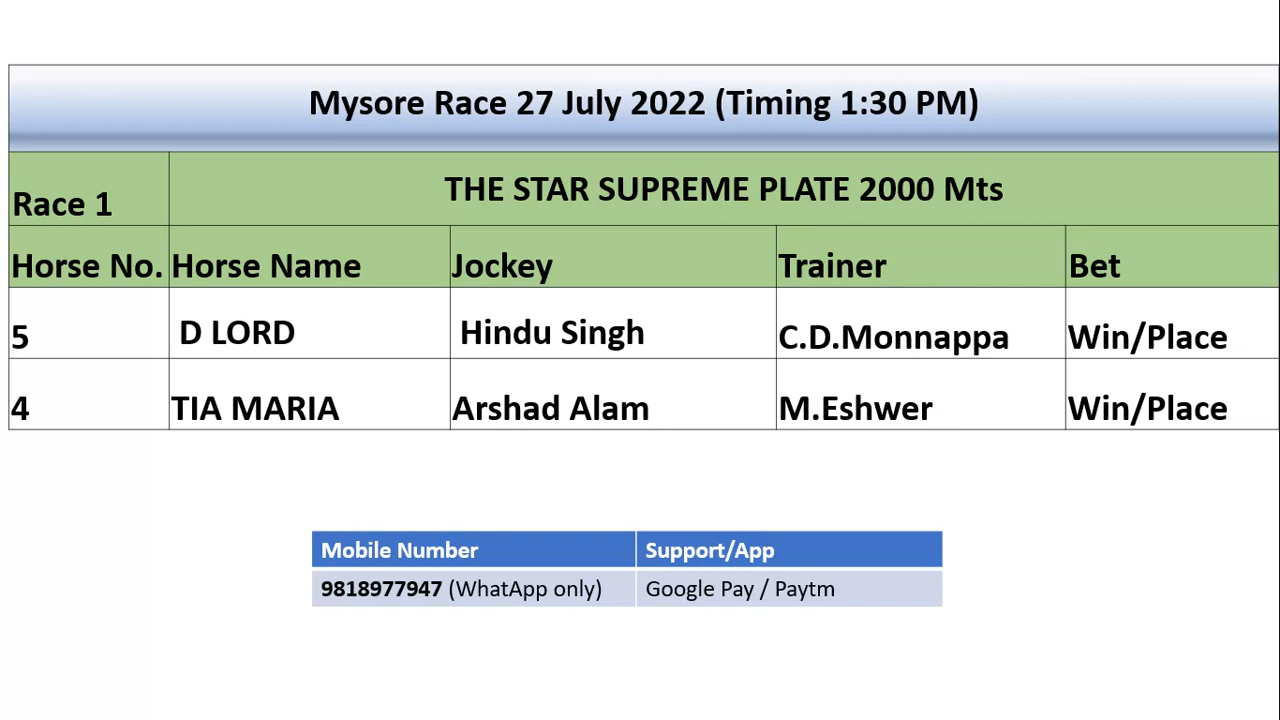 Mysore Race 27 July 2022 (Timing 1:30 PM)
Race 1 THE STAR SUPREME PLATE 2000 Mts
Horse No. Horse Name Jockey Trainer Bet
5 D LORD Hindu Singh C.D.Monnappa Win/Place
4 TIA MARIA Arshad Alam M.Eshwer Win/Place
Mobile Number Support/App
9818977947 (WhatApp only) Google Pay / Paytm